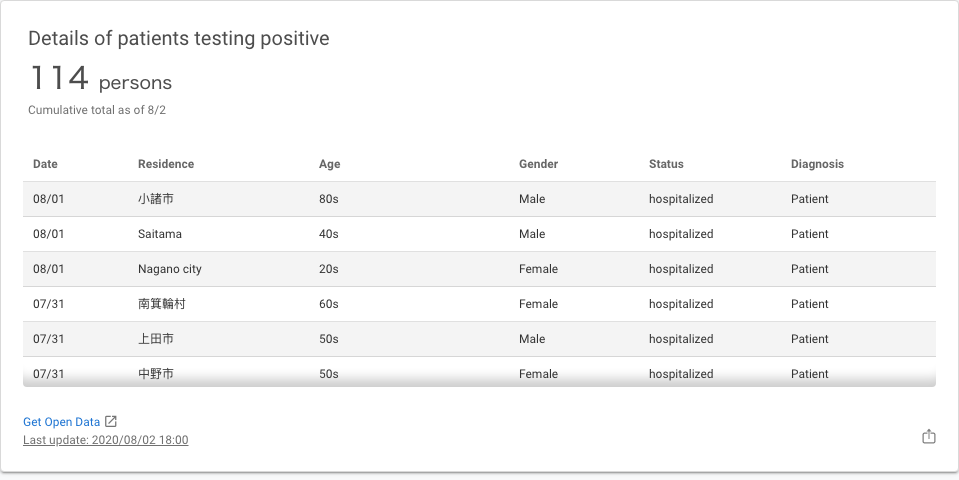 Details of patients testing positive
114 persons
Cumulative total as of 8/2
Date Residence Age Gender Status Diagnosis
08/01 小諸市 80s Male hospitalized Patient
08/01 Saitama 40s Male hospitalized Patient
08/01 Nagano city 20s Female hospitalized Patient
07/31 南箕輪村 60s Female hospitalized Patient
07/31 上田市 50s Male hospitalized Patient
07/31 中野市 50s Female hospitalized Patient
Get Open Data
Last update: 2020/08/02 18:00